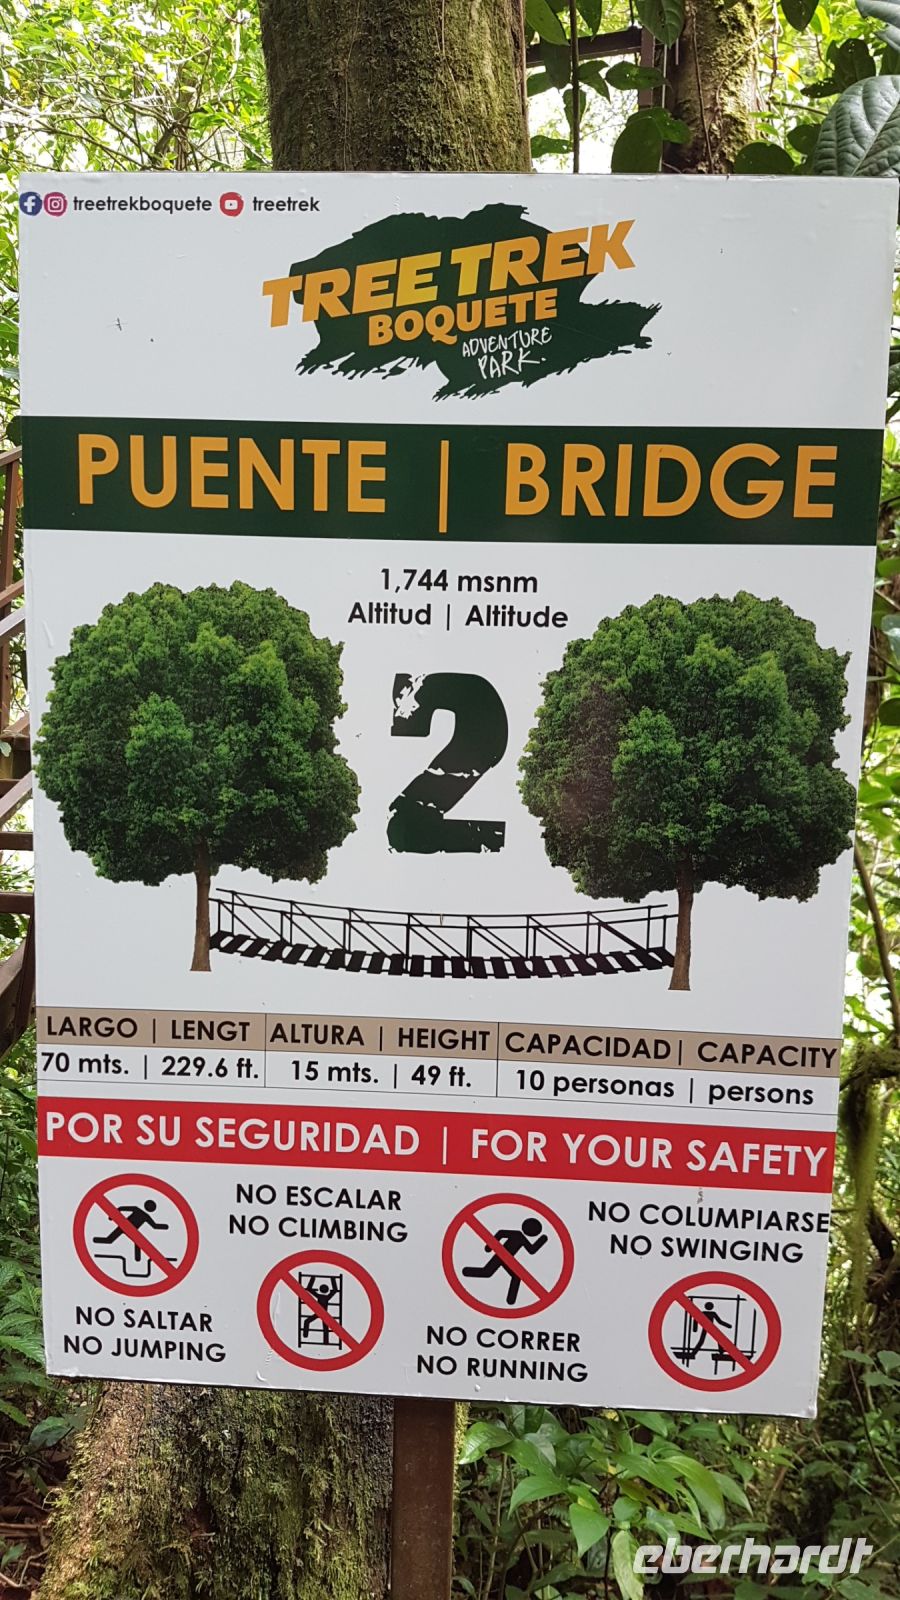 treetrekboquete treetrek
TREE TREK
BOQUETE
ADVENTURE
PARK.
PUENTE | BRIDGE
1,744 msnm
Altitud | Altitude
2
LARGO | LENGT ALTURA | HEIGHT CAPACIDAD | CAPACITY
70 mts. | 229.6 ft. 15 mts. | 49 ft. 10 personas | persons
POR SU SEGURIDAD | FOR YOUR SAFETY
NO ESCALAR
NO CLIMBING
NO COLUMPIARSE
NO SWINGING
NO SALTAR
NO JUMPING
NO CORRER
NO RUNNING
eberhardt